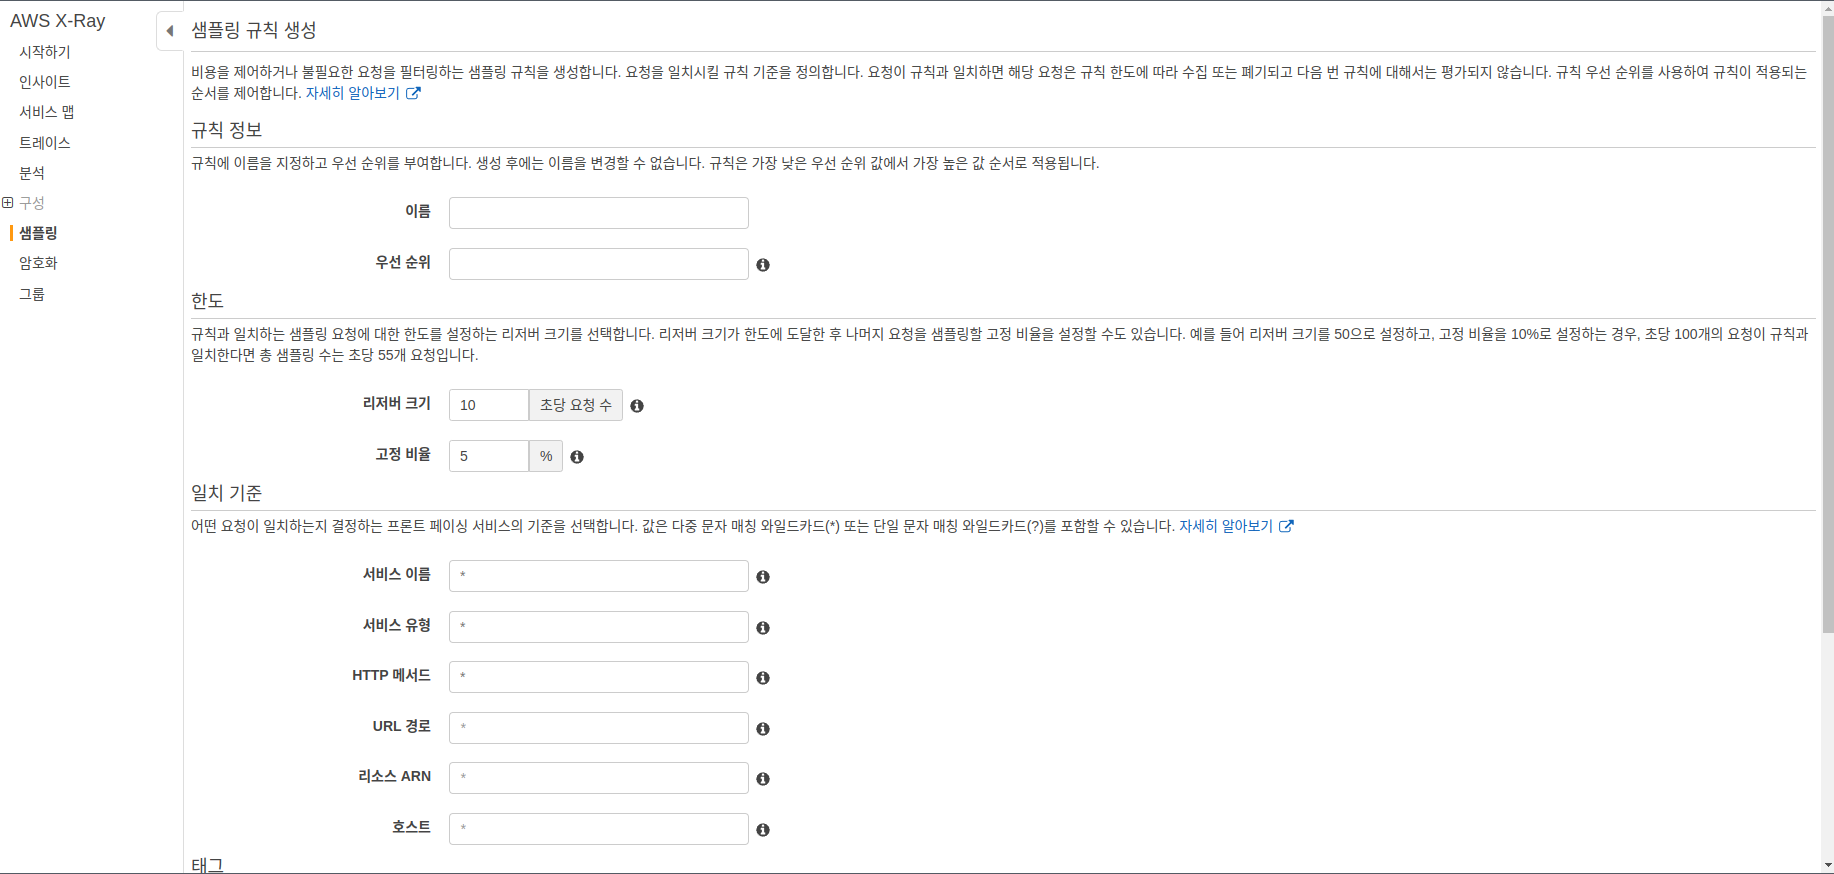 AWS X-Ray
시작하기
인사이트
서비스 맵
트레이스
분석
구성
샘플링
암호화
그룹
샘플링 규칙 생성
비용을 제어하거나 불필요한 요청을 필터링하는 샘플링 규칙을 생성합니다. 요청을 일치시킬 규칙 기준을 정의합니다. 요청이 규칙과 일치하면 해당 요청은 규칙 한도에 따라 수집 또는 폐기되고 다음 번 규칙에 대해서는 평가되지 않습니다. 규칙 우선 순위를 사용하여 규칙이 적용되는
순서를 제어합니다. 자세히 알아보기
규칙 정보
규칙에 이름을 지정하고 우선 순위를 부여합니다. 생성 후에는 이름을 변경할 수 없습니다. 규칙은 가장 낮은 우선 순위 값에서 가장 높은 값 순서로 적용됩니다.
이름
우선 순위
한도
규칙과 일치하는 샘플링 요청에 대한 한도를 설정하는 리저버 크기를 선택합니다. 리저버 크기가 한도에 도달한 후 나머지 요청을 샘플링할 고정 비율을 설정할 수도 있습니다. 예를 들어 리저버 크기를 50으로 설정하고, 고정 비율을 10%로 설정하는 경우, 초당 100개의 요청이 규칙과
일치한다면 총 샘플링 수는 초당 55개 요청입니다.
리저버 크기 10 초당 요청 수
고정 비율 5 %
일치 기준
어떤 요청이 일치하는지 결정하는 프론트 페이싱 서비스의 기준을 선택합니다. 값은 다중 문자 매칭 와일드카드(*) 또는 단일 문자 매칭 와일드카드(?)를 포함할 수 있습니다. 자세히 알아보기
서비스 이름 *
서비스 유형 *
HTTP 메서드 *
URL 경로 *
리소스 ARN *
호스트 *
태그